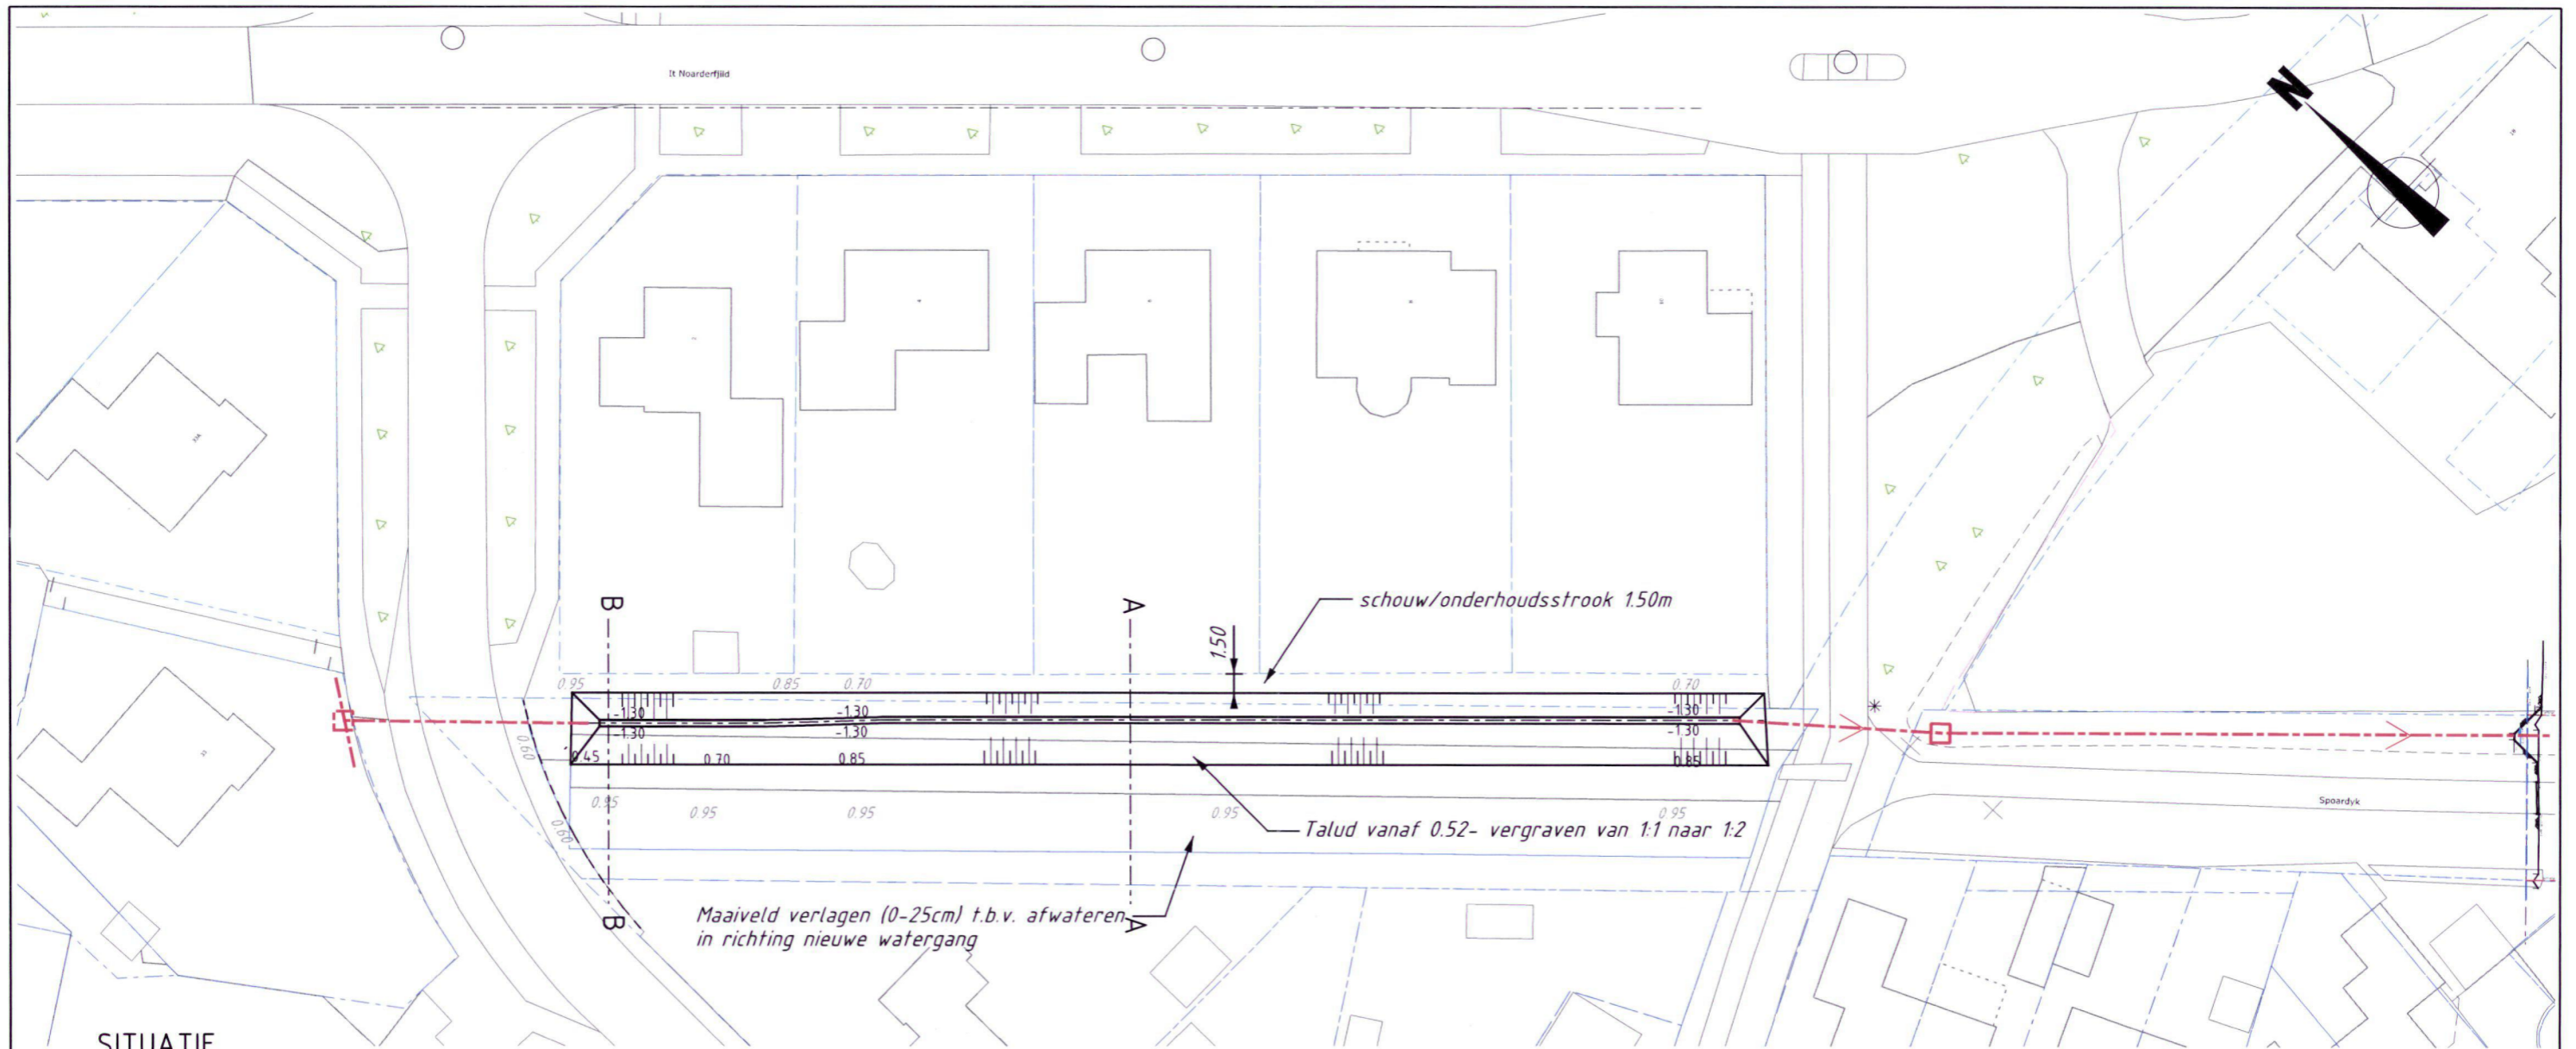 It Noarderfjild
N
B
A
schouw/onderhoudsstrook 1.50m
1.50
0.95
0.85
0.70
0.70
-1.30
-1.30
-1.30
-1.30
-1.30
-1.30
0.45
0.70
0.85
0.85
0.60
0.95
0.95
0.95
0.95
0.95
0.60
Spoardyk
Talud vanaf 0.52- vergraven van 1:1 naar 1:2
B
A
Maaiveld verlagen (0-25cm) t.b.v. afwateren
in richting nieuwe watergang
SITUATIE